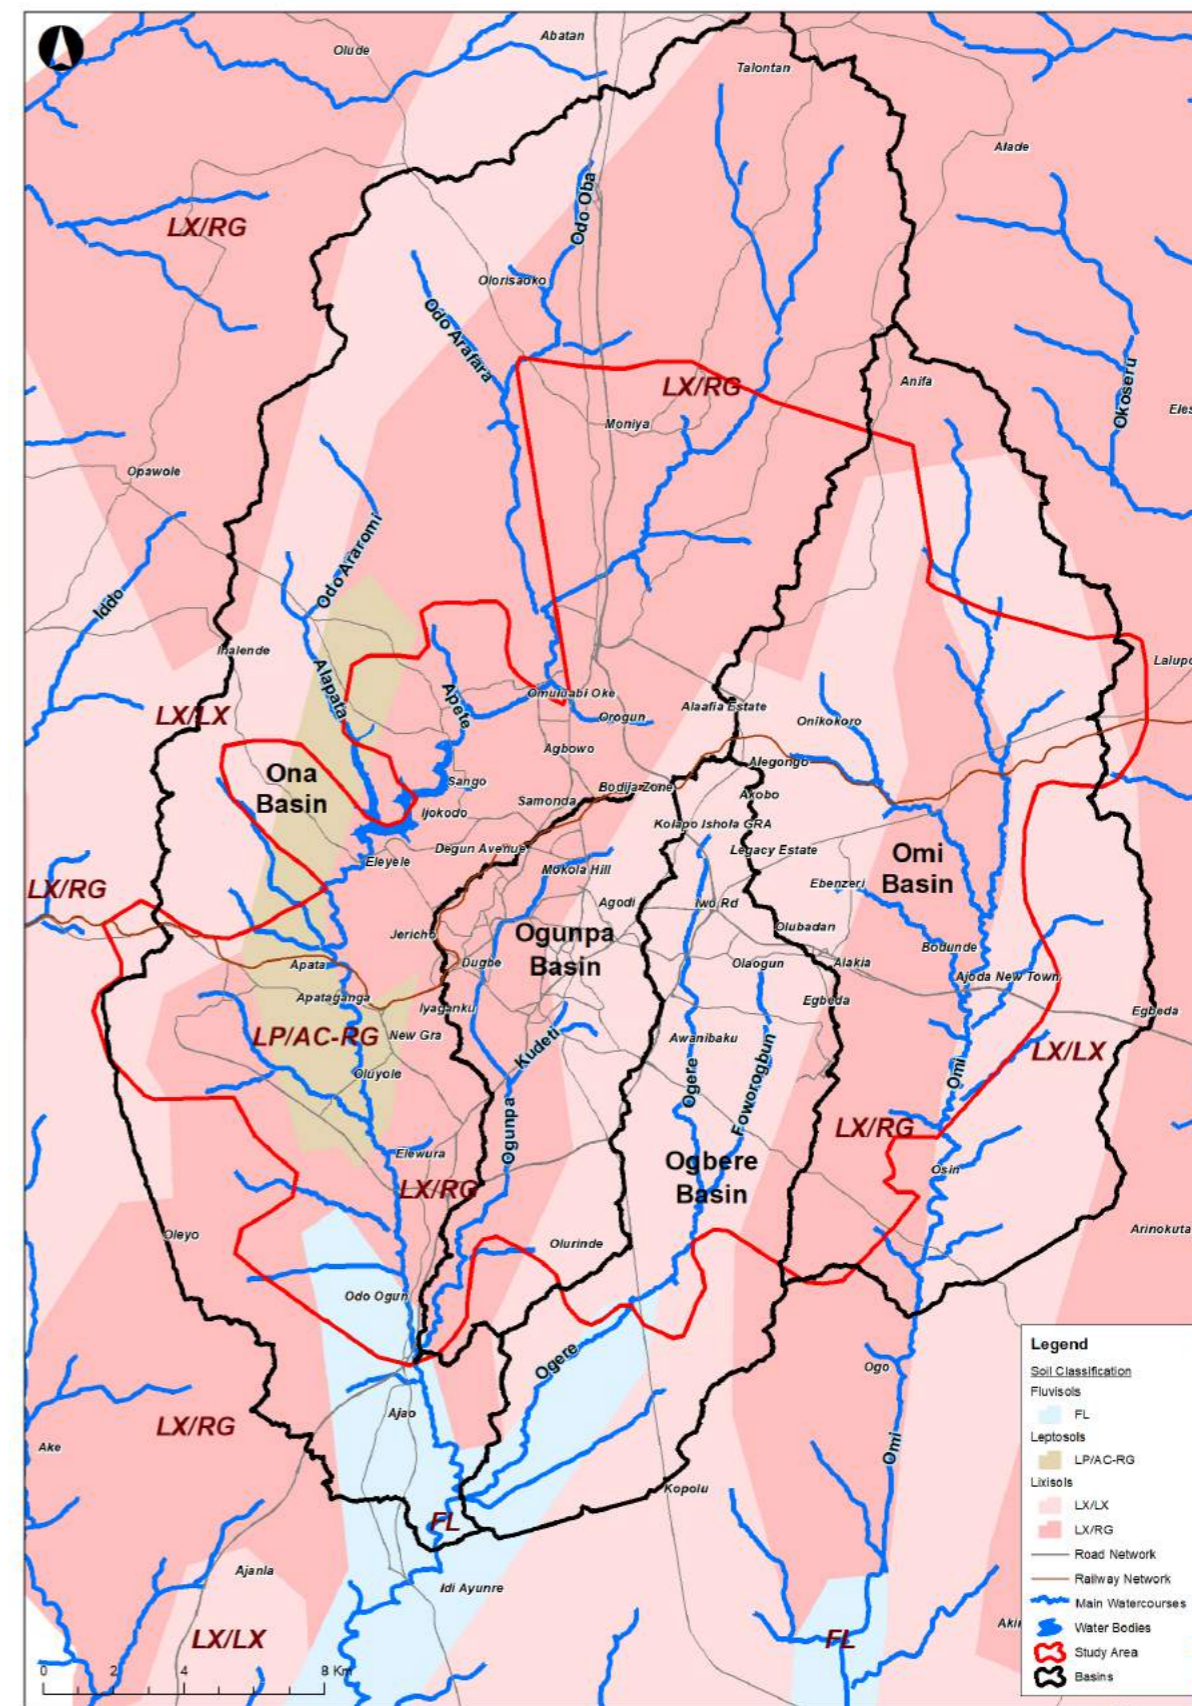 Olude
Abatan
Talontan
Alade
Odo Oba
LX/RG
Olorisaoko
Odo Arafara
LX/RG
Anifa
Okoseru
Moniya
Opawole
Odo Araromi
Iddo
Inalende
Alapata
Apete
Omuluabi Oke
Orogun
Alaafia Estate
Onikokoro
LX/LX
Agbowo
Alegongo
Ona
Basin
Sango
Bodija Zone
Akobo
Samonda
Ijokodo
Kolapo Ishola GRA
Degun Avenue
Legacy Estate
Eleyele
Mokola Hill
Omi
Basin
Ebenzeri
LX/RG
Agodi
Iwo Rd
Jericho
Ogunpa
Basin
Olubadan
Bodunde
Apata
Dugbe
Olaogun
Alakia
Ajoda New Town
Apataganga
Iyaganku
Egbeda
Egbeda
LP/AC-RG
New Gra
Kudeti
Awanibaku
LX/LX
Oluyole
Ogere
Foworogbun
Omi
Ogunpa
LX/RG
Elewura
Ogbere
Basin
Osin
LX/RG
Oleyo
Olurinde
Arinokuta
Odo Ogun
Ogere
Ogo
Ajao
LX/RG
Ake
Omi
Kopolu
FL
Ajanla
Idi Ayunre
LX/LX
FL
0 2 4 8 Km
Legend
Soil Classification
Fluvisols
FL
Leptosols
LP/AC-RG
Lixisols
LX/LX
LX/RG
Road Network
Railway Network
Main Watercourses
Water Bodies
Study Area
Basins